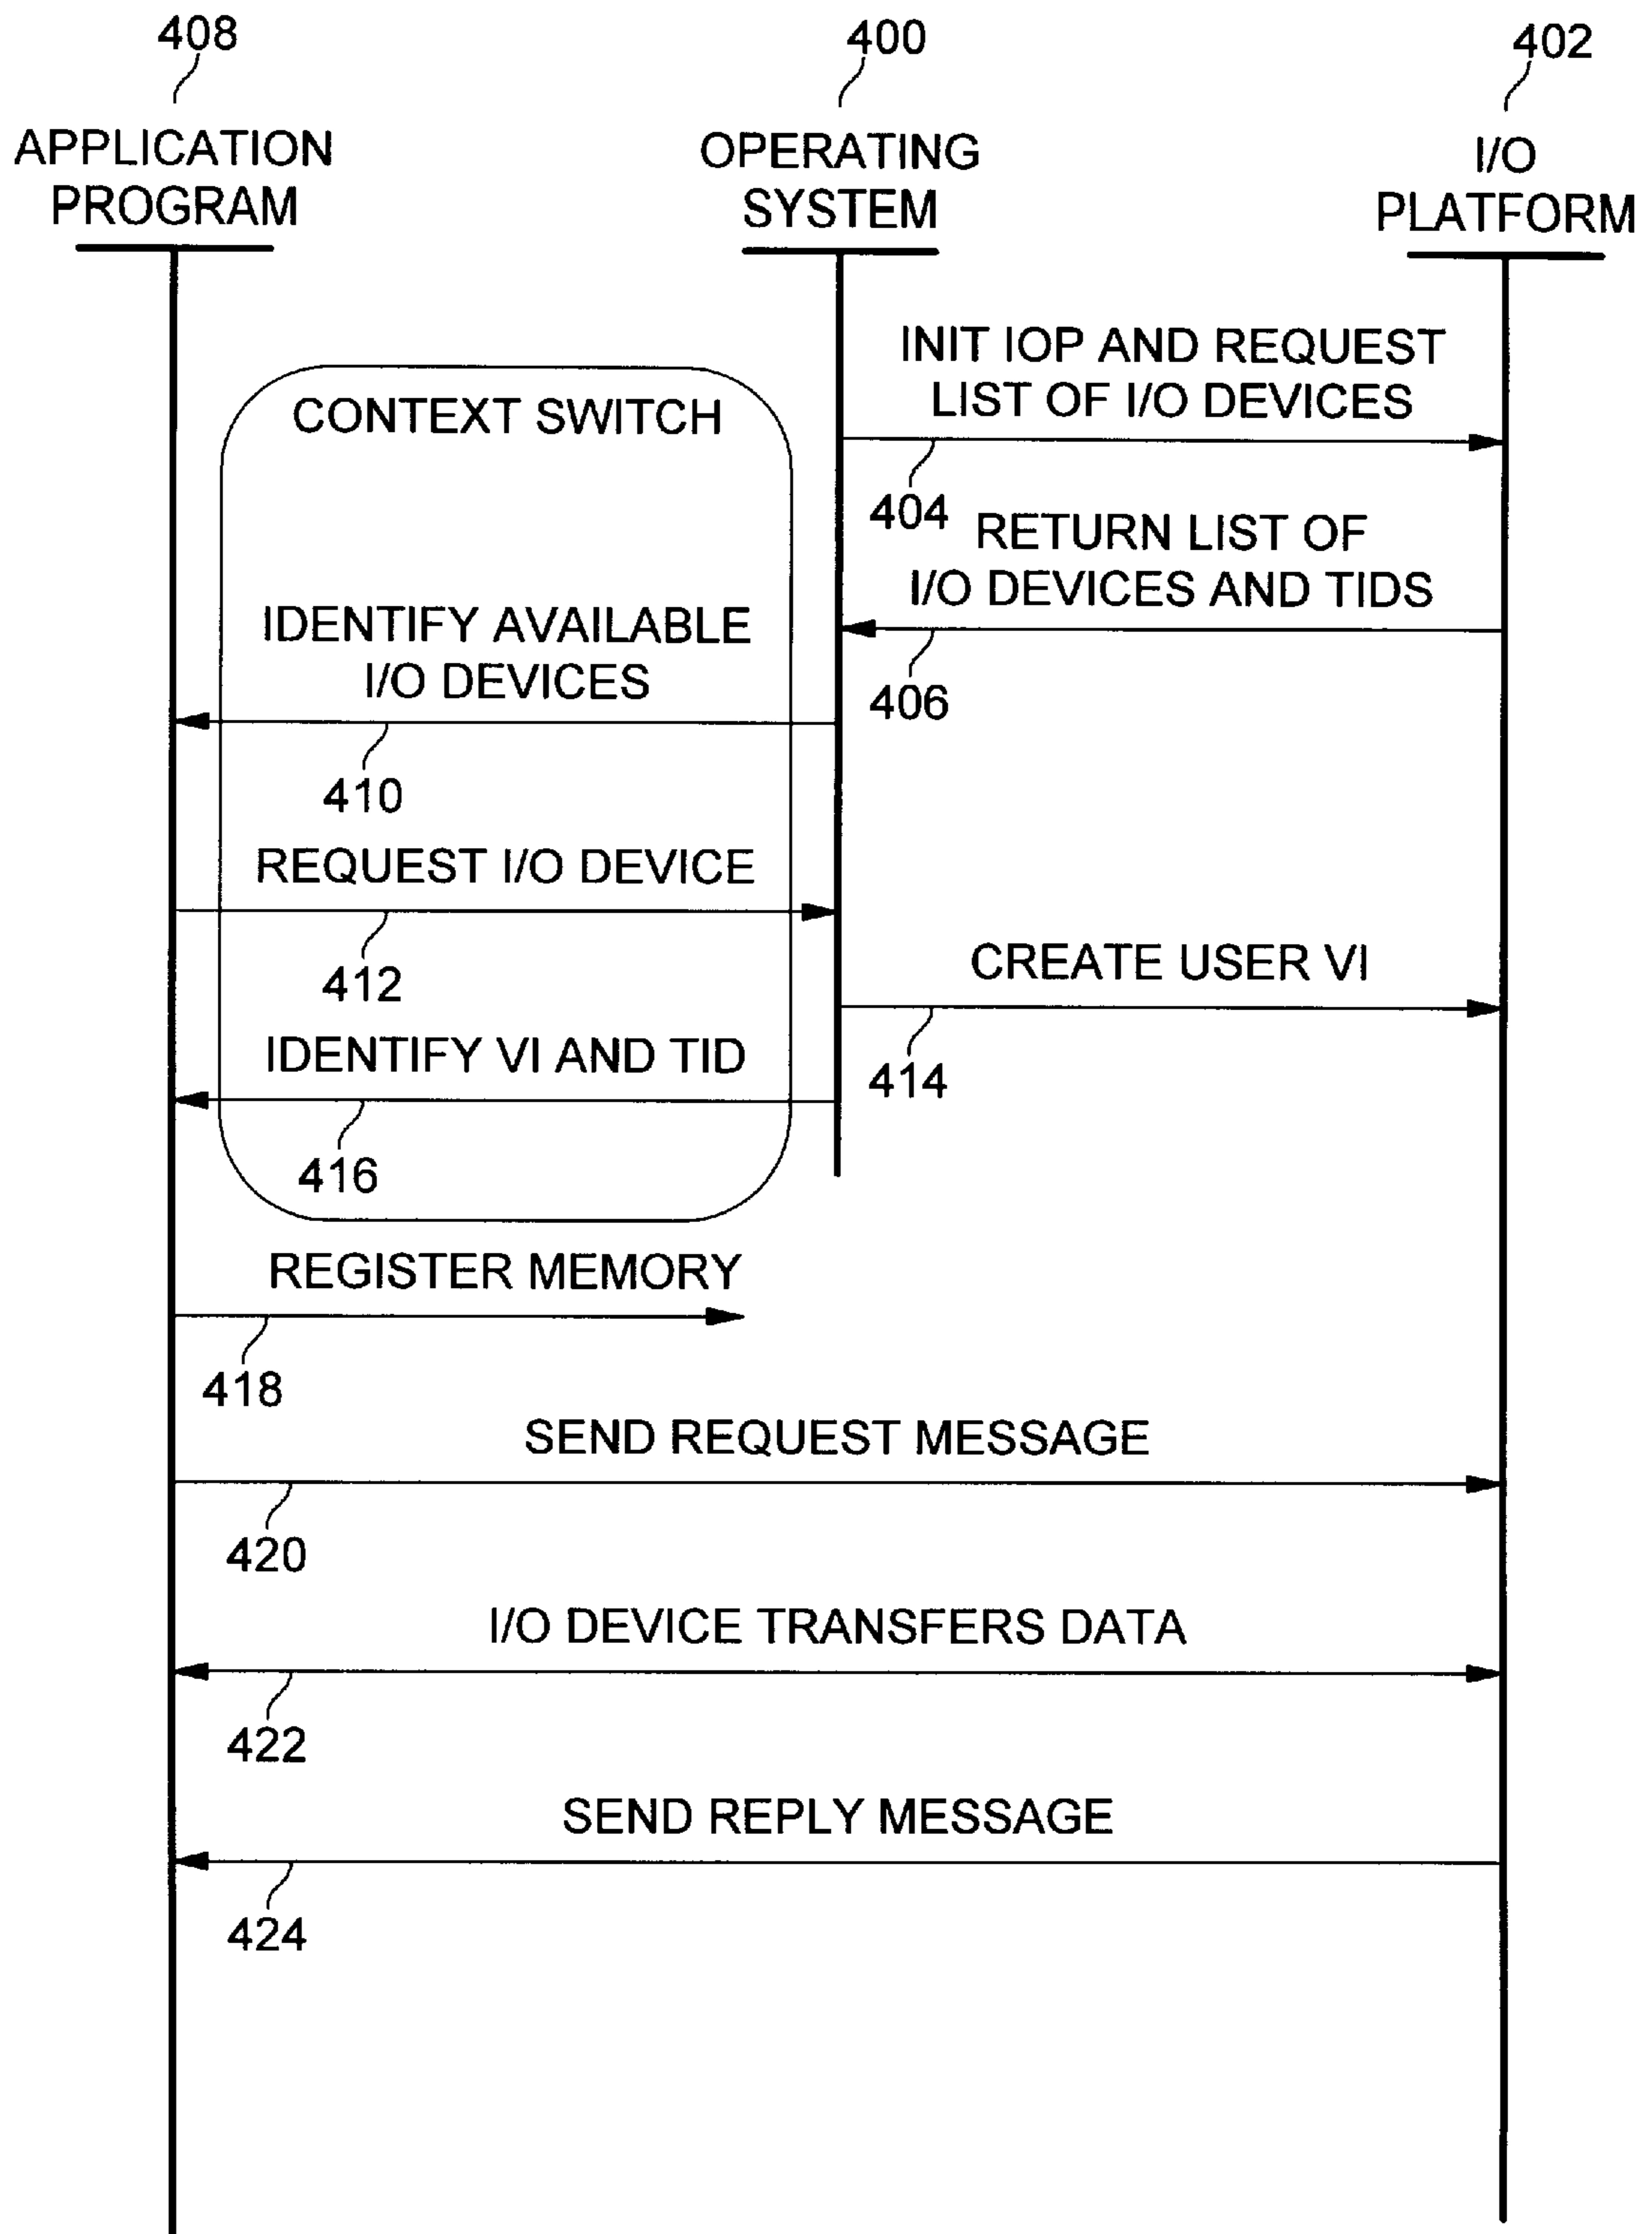 408
400
402
APPLICATION
PROGRAM
OPERATING
SYSTEM
I/O
PLATFORM
INIT IOP AND REQUEST
LIST OF I/O DEVICES
CONTEXT SWITCH
404
RETURN LIST OF
I/O DEVICES AND TIDS
IDENTIFY AVAILABLE
I/O DEVICES
406
410
REQUEST I/O DEVICE
412
CREATE USER VI
IDENTIFY VI AND TID
414
416
REGISTER MEMORY
418
SEND REQUEST MESSAGE
420
I/O DEVICE TRANSFERS DATA
422
SEND REPLY MESSAGE
424